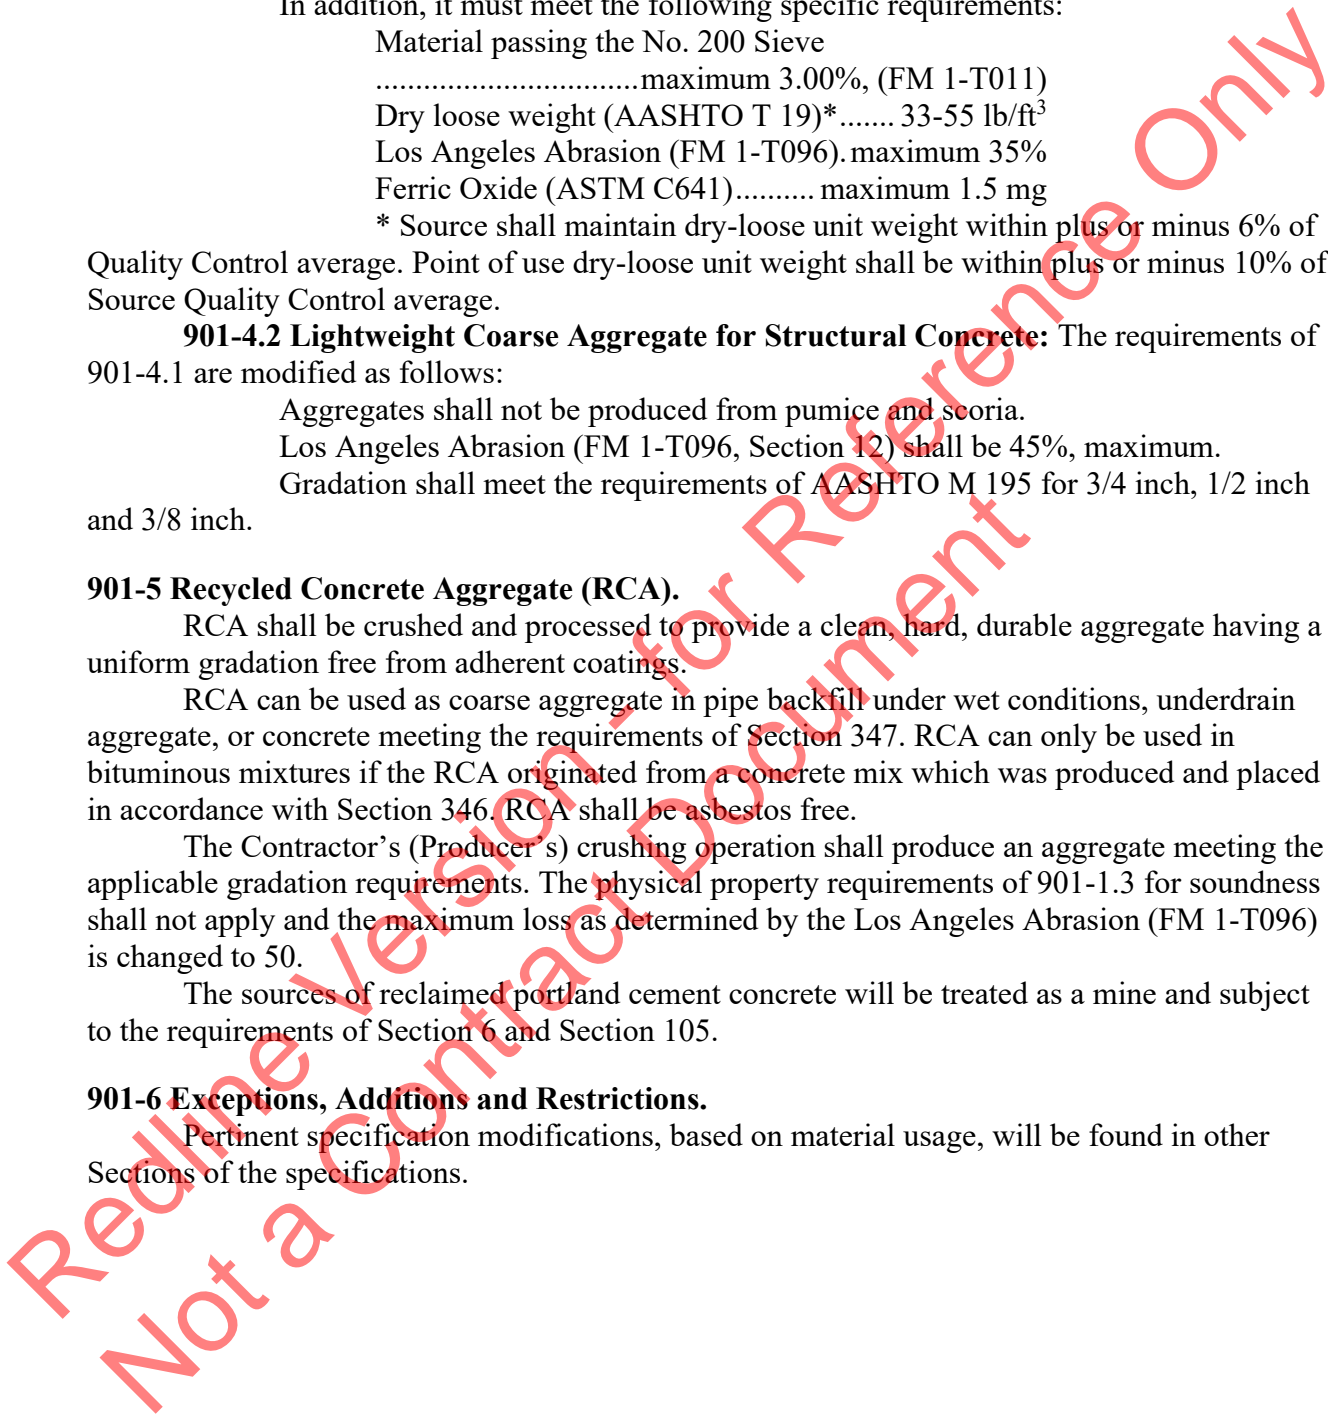 In addition, it must meet the following specific requirements:
Material passing the No. 200 Sieve
.................................maximum 3.00%, (FM 1-T011)
Dry loose weight (AASHTO T 19)*....... 33-55 lb/ft³
Los Angeles Abrasion (FM 1-T096). maximum 35%
Ferric Oxide (ASTM C641).......... maximum 1.5 mg
* Source shall maintain dry-loose unit weight within plus or minus 6% of
Quality Control average. Point of use dry-loose unit weight shall be within plus or minus 10% of
Source Quality Control average.
901-4.2 Lightweight Coarse Aggregate for Structural Concrete: The requirements of
901-4.1 are modified as follows:
Aggregates shall not be produced from pumice and scoria.
Los Angeles Abrasion (FM 1-T096, Section 12) shall be 45%, maximum.
Gradation shall meet the requirements of AASHTO M 195 for 3/4 inch, 1/2 inch
and 3/8 inch.
901-5 Recycled Concrete Aggregate (RCA).
RCA shall be crushed and processed to provide a clean, hard, durable aggregate having a
uniform gradation free from adherent coatings.
RCA can be used as coarse aggregate in pipe backfill under wet conditions, underdrain
aggregate, or concrete meeting the requirements of Section 347. RCA can only be used in
bituminous mixtures if the RCA originated from a concrete mix which was produced and placed
in accordance with Section 346. RCA shall be asbestos free.
The Contractor’s (Producer’s) crushing operation shall produce an aggregate meeting the
applicable gradation requirements. The physical property requirements of 901-1.3 for soundness
shall not apply and the maximum loss as determined by the Los Angeles Abrasion (FM 1-T096)
is changed to 50.
The sources of reclaimed portland cement concrete will be treated as a mine and subject
to the requirements of Section 6 and Section 105.
901-6 Exceptions, Additions and Restrictions.
Pertinent specification modifications, based on material usage, will be found in other
Sections of the specifications.
Redline Version - for Reference Only
Not a Contract Document